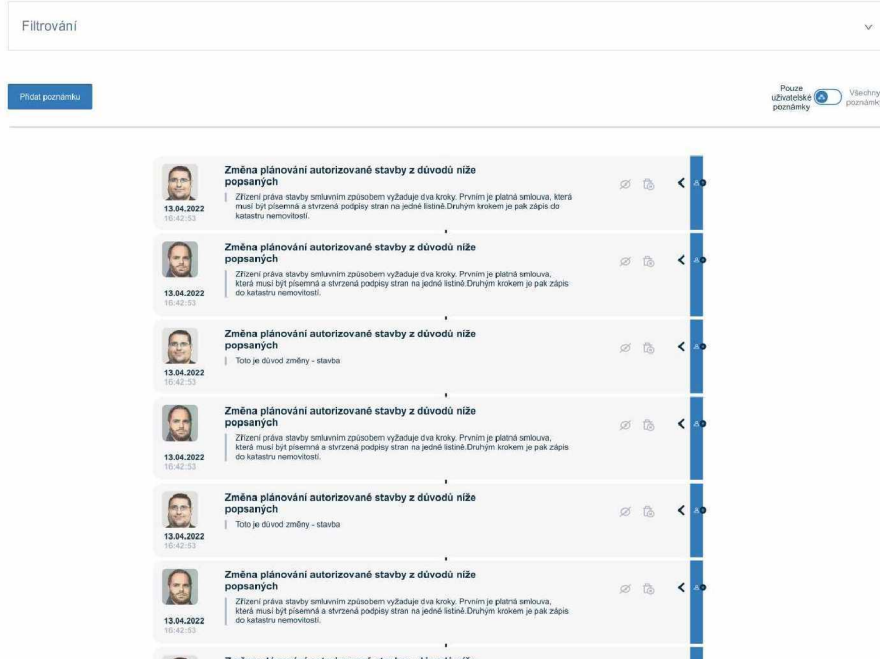 Filtrování
Přidat poznámku
Pouze
uživatelské
poznámky
Všechny
poznámky
Změna plánování autorizované stavby z důvodů níže
popsaných
Zřízení práva stavby smluvním způsobem vyžaduje dva kroky. Prvním je platná smlouva, která
musí být písemná a stvrzená podpisy stran na jedné listině.Druhým krokem je pak zápis do
katastru nemovitostí.
13.04.2022
16:42:53
Změna plánování autorizované stavby z důvodů níže
popsaných
Zřízení práva stavby smluvním způsobem vyžaduje dva kroky. Prvním je platná smlouva,
která musí být písemná a stvrzená podpisy stran na jedné listině.Druhým krokem je pak zápis
do katastru nemovitostí.
13.04.2022
16:42:53
Změna plánování autorizované stavby z důvodů níže
popsaných
Toto je důvod změny - stavba
13.04.2022
16:42:53
Změna plánování autorizované stavby z důvodů níže
popsaných
Zřízení práva stavby smluvním způsobem vyžaduje dva kroky. Prvním je platná smlouva,
která musí být písemná a stvrzená podpisy stran na jedné listině.Druhým krokem je pak zápis
do katastru nemovitostí.
13.04.2022
16:42:53
Změna plánování autorizované stavby z důvodů níže
popsaných
Toto je důvod změny - stavba
13.04.2022
16:42:53
Změna plánování autorizované stavby z důvodů níže
popsaných
Zřízení práva stavby smluvním způsobem vyžaduje dva kroky. Prvním je platná smlouva,
která musí být písemná a stvrzená podpisy stran na jedné listině.Druhým krokem je pak zápis
do katastru nemovitostí.
13.04.2022
16:42:53